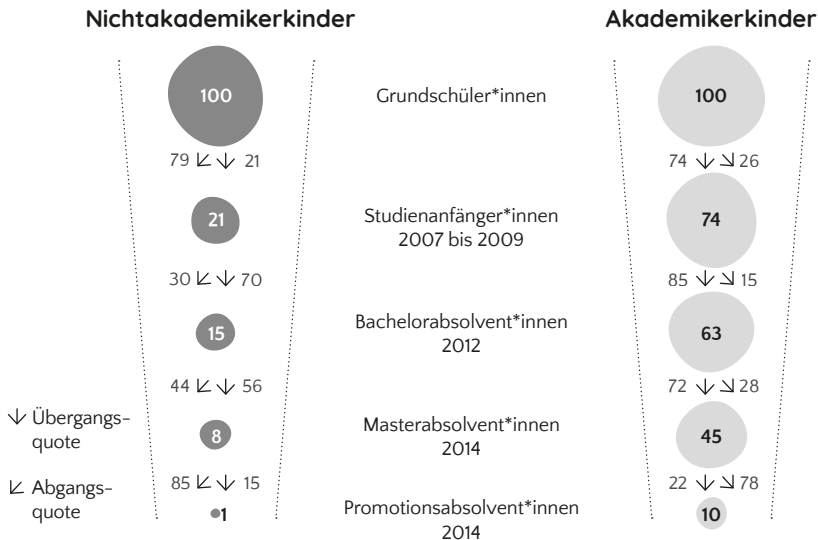 Nichtakademikerkinder Akademikerkinder
100 Grundschüler*innen 100
79 ↙ ↓ 21 74 ↓ ↘ 26
21 Studienanfänger*innen 74
2007 bis 2009
30 ↙ ↓ 70 85 ↓ ↘ 15
15 Bachelorabsolvent*innen 63
2012
44 ↙ ↓ 56 72 ↓ ↘ 28
↓ Übergangs-
quote
8 Masterabsolvent*innen 45
2014
↙ Abgangs-
quote
85 ↙ ↓ 15 22 ↓ ↘ 78
1 Promotionsabsolvent*innen 10
2014